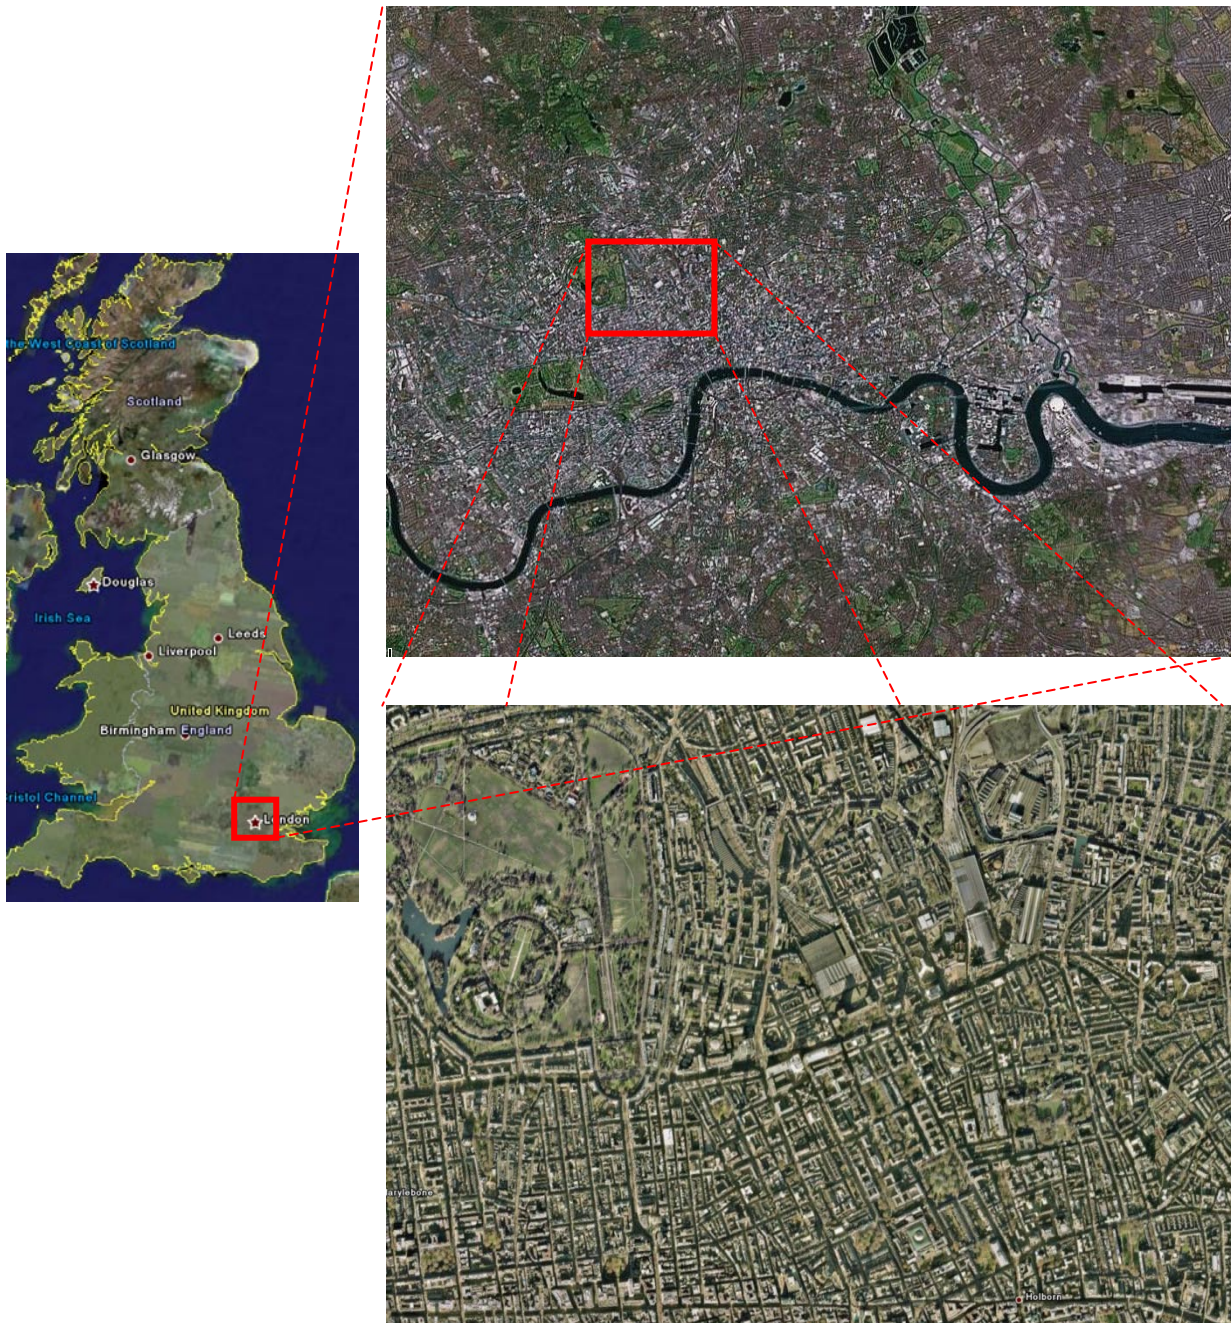 the West Coast of Scotland
Scotland
Glasgow
Douglas
Irish Sea
Leeds
Liverpool
United Kingdom
Birmingham England
Bristol Channel
London
arylebone
Holborn